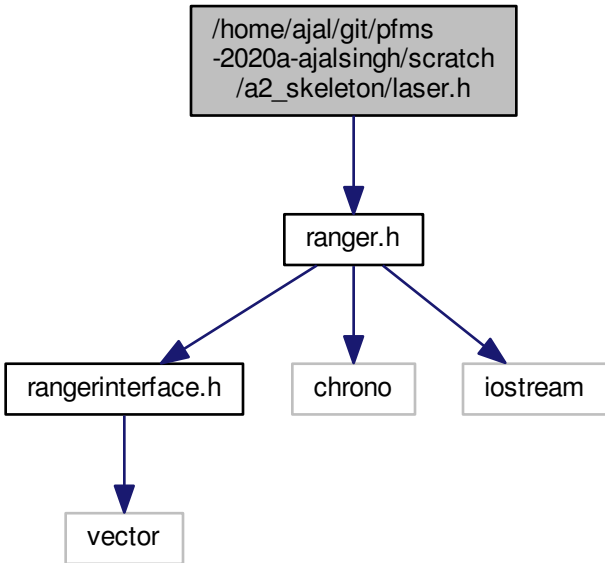 /home/ajal/git/pfms
-2020a-ajalsingh/scratch
/a2_skeleton/laser.h
ranger.h
rangerinterface.h
chrono
iostream
vector